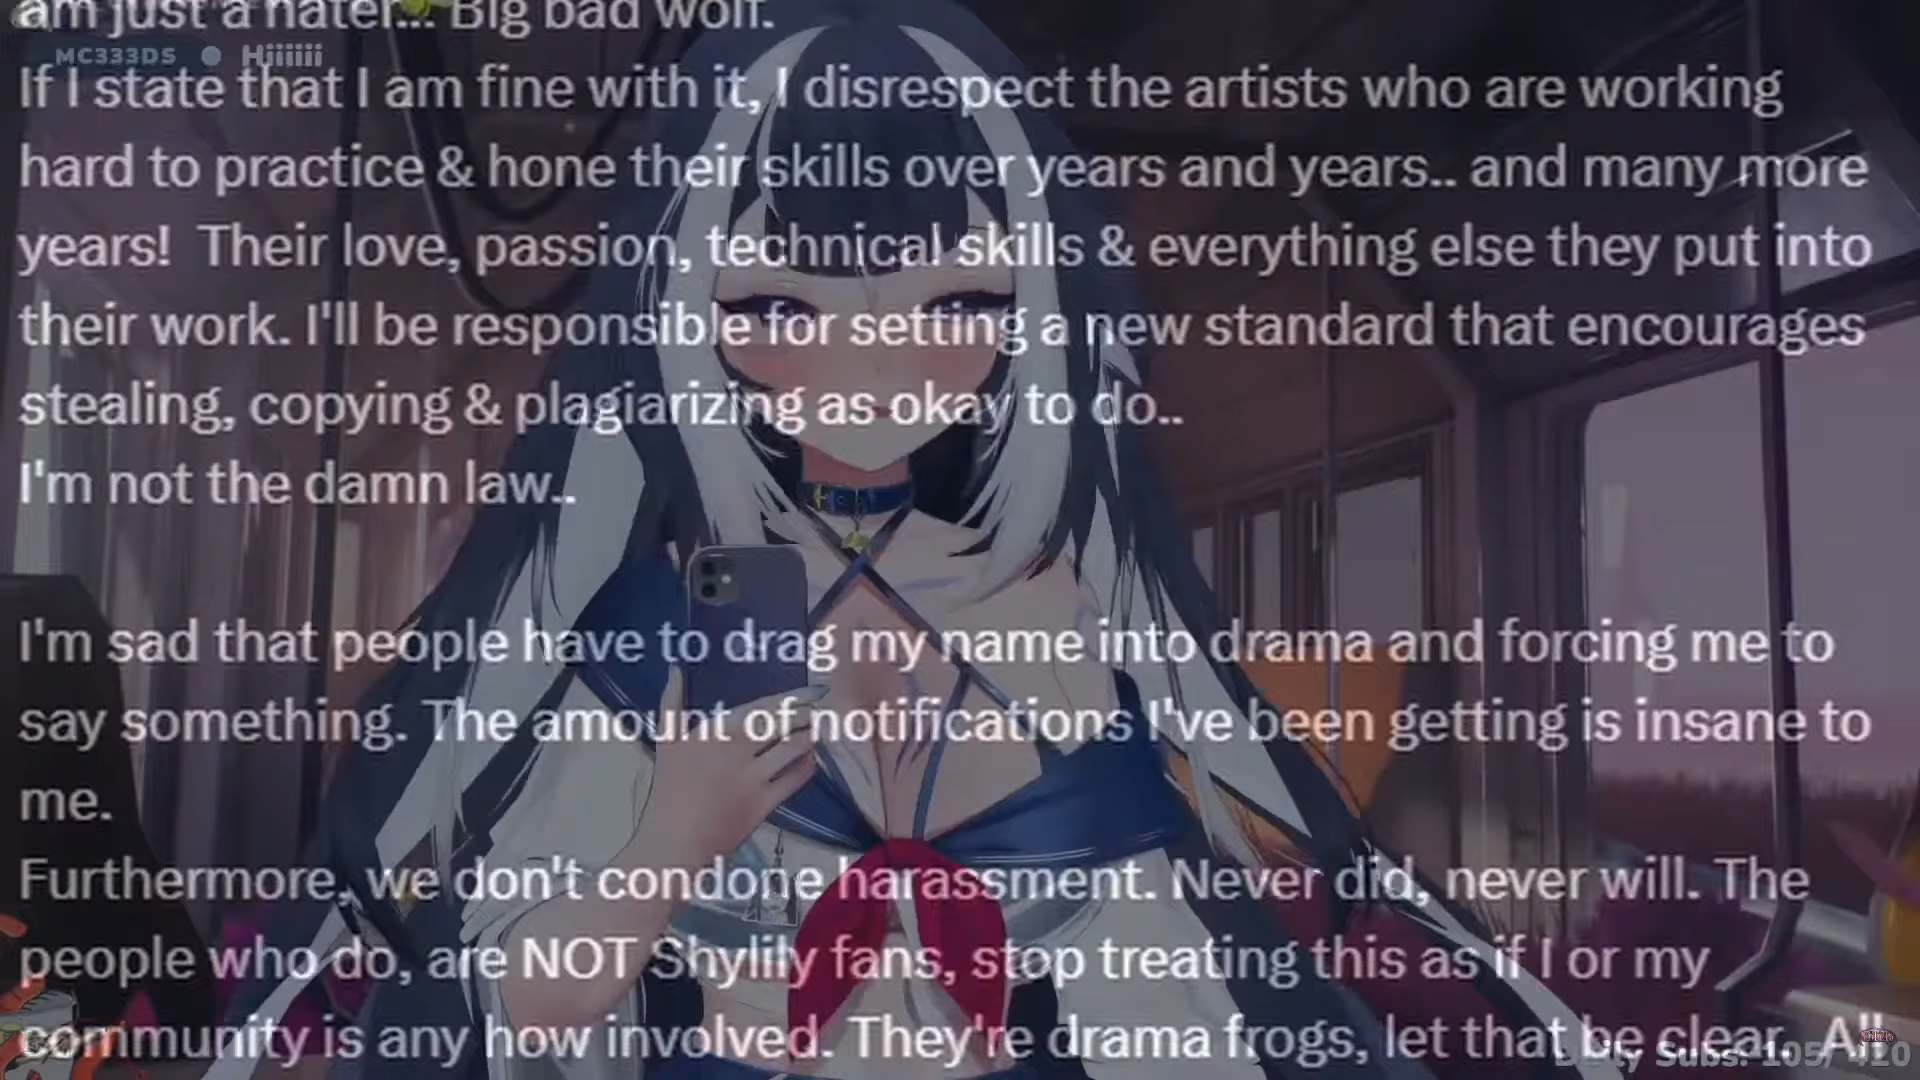 am just a hater... Big bad wolf.
MC333DS Hiiiiii
If I state that I am fine with it, I disrespect the artists who are working
hard to practice & hone their skills over years and years.. and many more
years!  Their love, passion, technical skills & everything else they put into
their work. I'll be responsible for setting a new standard that encourages
stealing, copying & plagiarizing as okay to do..
I'm not the damn law..
I'm sad that people have to drag my name into drama and forcing me to
say something. The amount of notifications I've been getting is insane to
me.
Furthermore, we don't condone harassment. Never did, never will. The
people who do, are NOT Shylily fans, stop treating this as if I or my
community is any how involved. They're drama frogs, let that be clear.. All
Daily Subs: 105/ 420